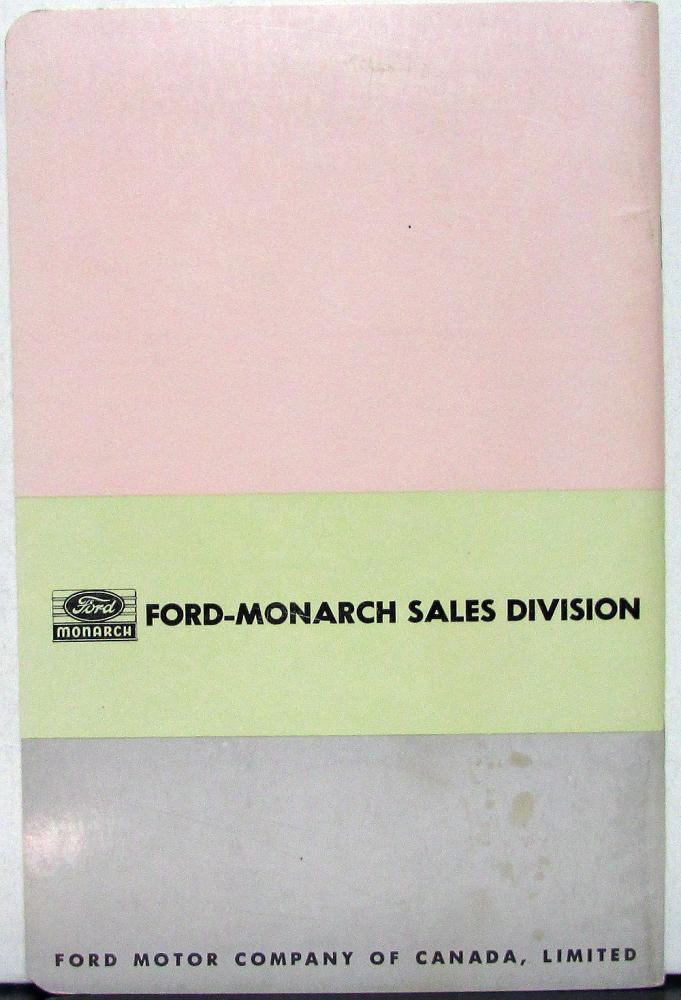 Ford
MONARCH
FORD-MONARCH SALES DIVISION
FORD MOTOR COMPANY OF CANADA, LIMITED